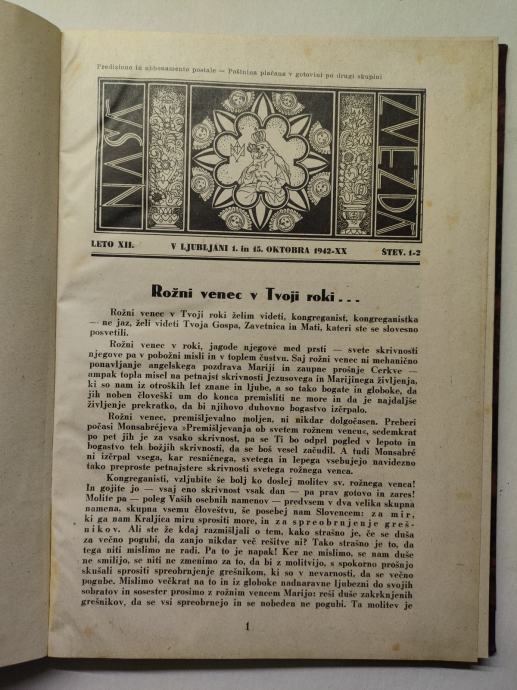 Predizione in abbonamento postale — Poštnina plačana v gotovini po drugi skupini
NAŠA ZVEZDA
LETO XII. V LJUBLJANI 1. in 15. OKTOBRA 1942-XX ŠTEV. 1-2
Rožni venec v Tvoji roki...
Rožni venec v Tvoji roki želim videti, kongreganist, kongreganistka
— ne jaz, želi videti Tvoja Gospa, Zavetnica in Mati, kateri ste se slovesno
posvetili.
Rožni venec v roki, jagode njegove med prsti — svete skrivnosti
njegove pa v pobožni misli in v toplem čustvu. Saj rožni venec ni mehanično
ponavljanje angelskega pozdrava Mariji in zaupne prošnje Cerkve —
ampak topla misel na petnajst skrivnosti Jezusovega in Marijinega življenja,
ki so nam iz otroških let znane in ljube, a so tako bogate in globoke, da
jih noben človeški um do konca premisliti ne more in da je najdaljše
življenje prekratko, da bi njihovo duhovno bogastvo izčrpalo.
Rožni venec, premišljevalno moljen, ni nikdar dolgočasen. Preberi
počasi Monsabréjeva »Premišljevanja ob svetem rožnem vencu«, sedemkrat
po pet jih je za vsako skrivnost, pa se Ti bo odprl pogled v lepoto in
bogastvo teh božjih skrivnosti, da se boš vesel začudil. A tudi Monsabré
ni izčrpal vsega, kar resničnega, svetega in lepega vsebujejo navidezno
tako preproste petnajstere skrivnosti svetega rožnega venca.
Kongreganisti, vzljubite še bolj ko doslej molitev sv. rožnega venca!
In gojite jo — vsaj eno skrivnost vsak dan — pa prav gotovo in zares!
Molite pa — poleg Vaših osebnih namenov — predvsem v dva velika skupna
namena, skupna vsemu človeštvu, še posebej nam Slovencem: za mir,
ki ga nam Kraljica miru sprositi more, in za spreobrnjenje greš-
nikov. Ali ste že kdaj razmišljali o tem, kako strašno je, če se duša
za večno pogubi, da zanjo nikdar več rešitve ni? Tako strašno je to, da
tega niti mislimo ne radi. Pa to je napak! Ker ne mislimo, se nam duše
ne smilijo, se niti ne zmenimo za to, da bi z molitvijo, s spokorno prošnjo
skušali sprositi spreobrnjenje grešnikom, ki so v nevarnosti, da se večno
pogube. Mislimo večkrat na to in iz globoke nadnaravne ljubezni do svojih
sobratov in sosester prosimo z rožnim vencem Marijo: reši duše zakrknjenih
grešnikov, da se vsi spreobrnejo in se nobeden ne pogubi. Ta molitev je
1